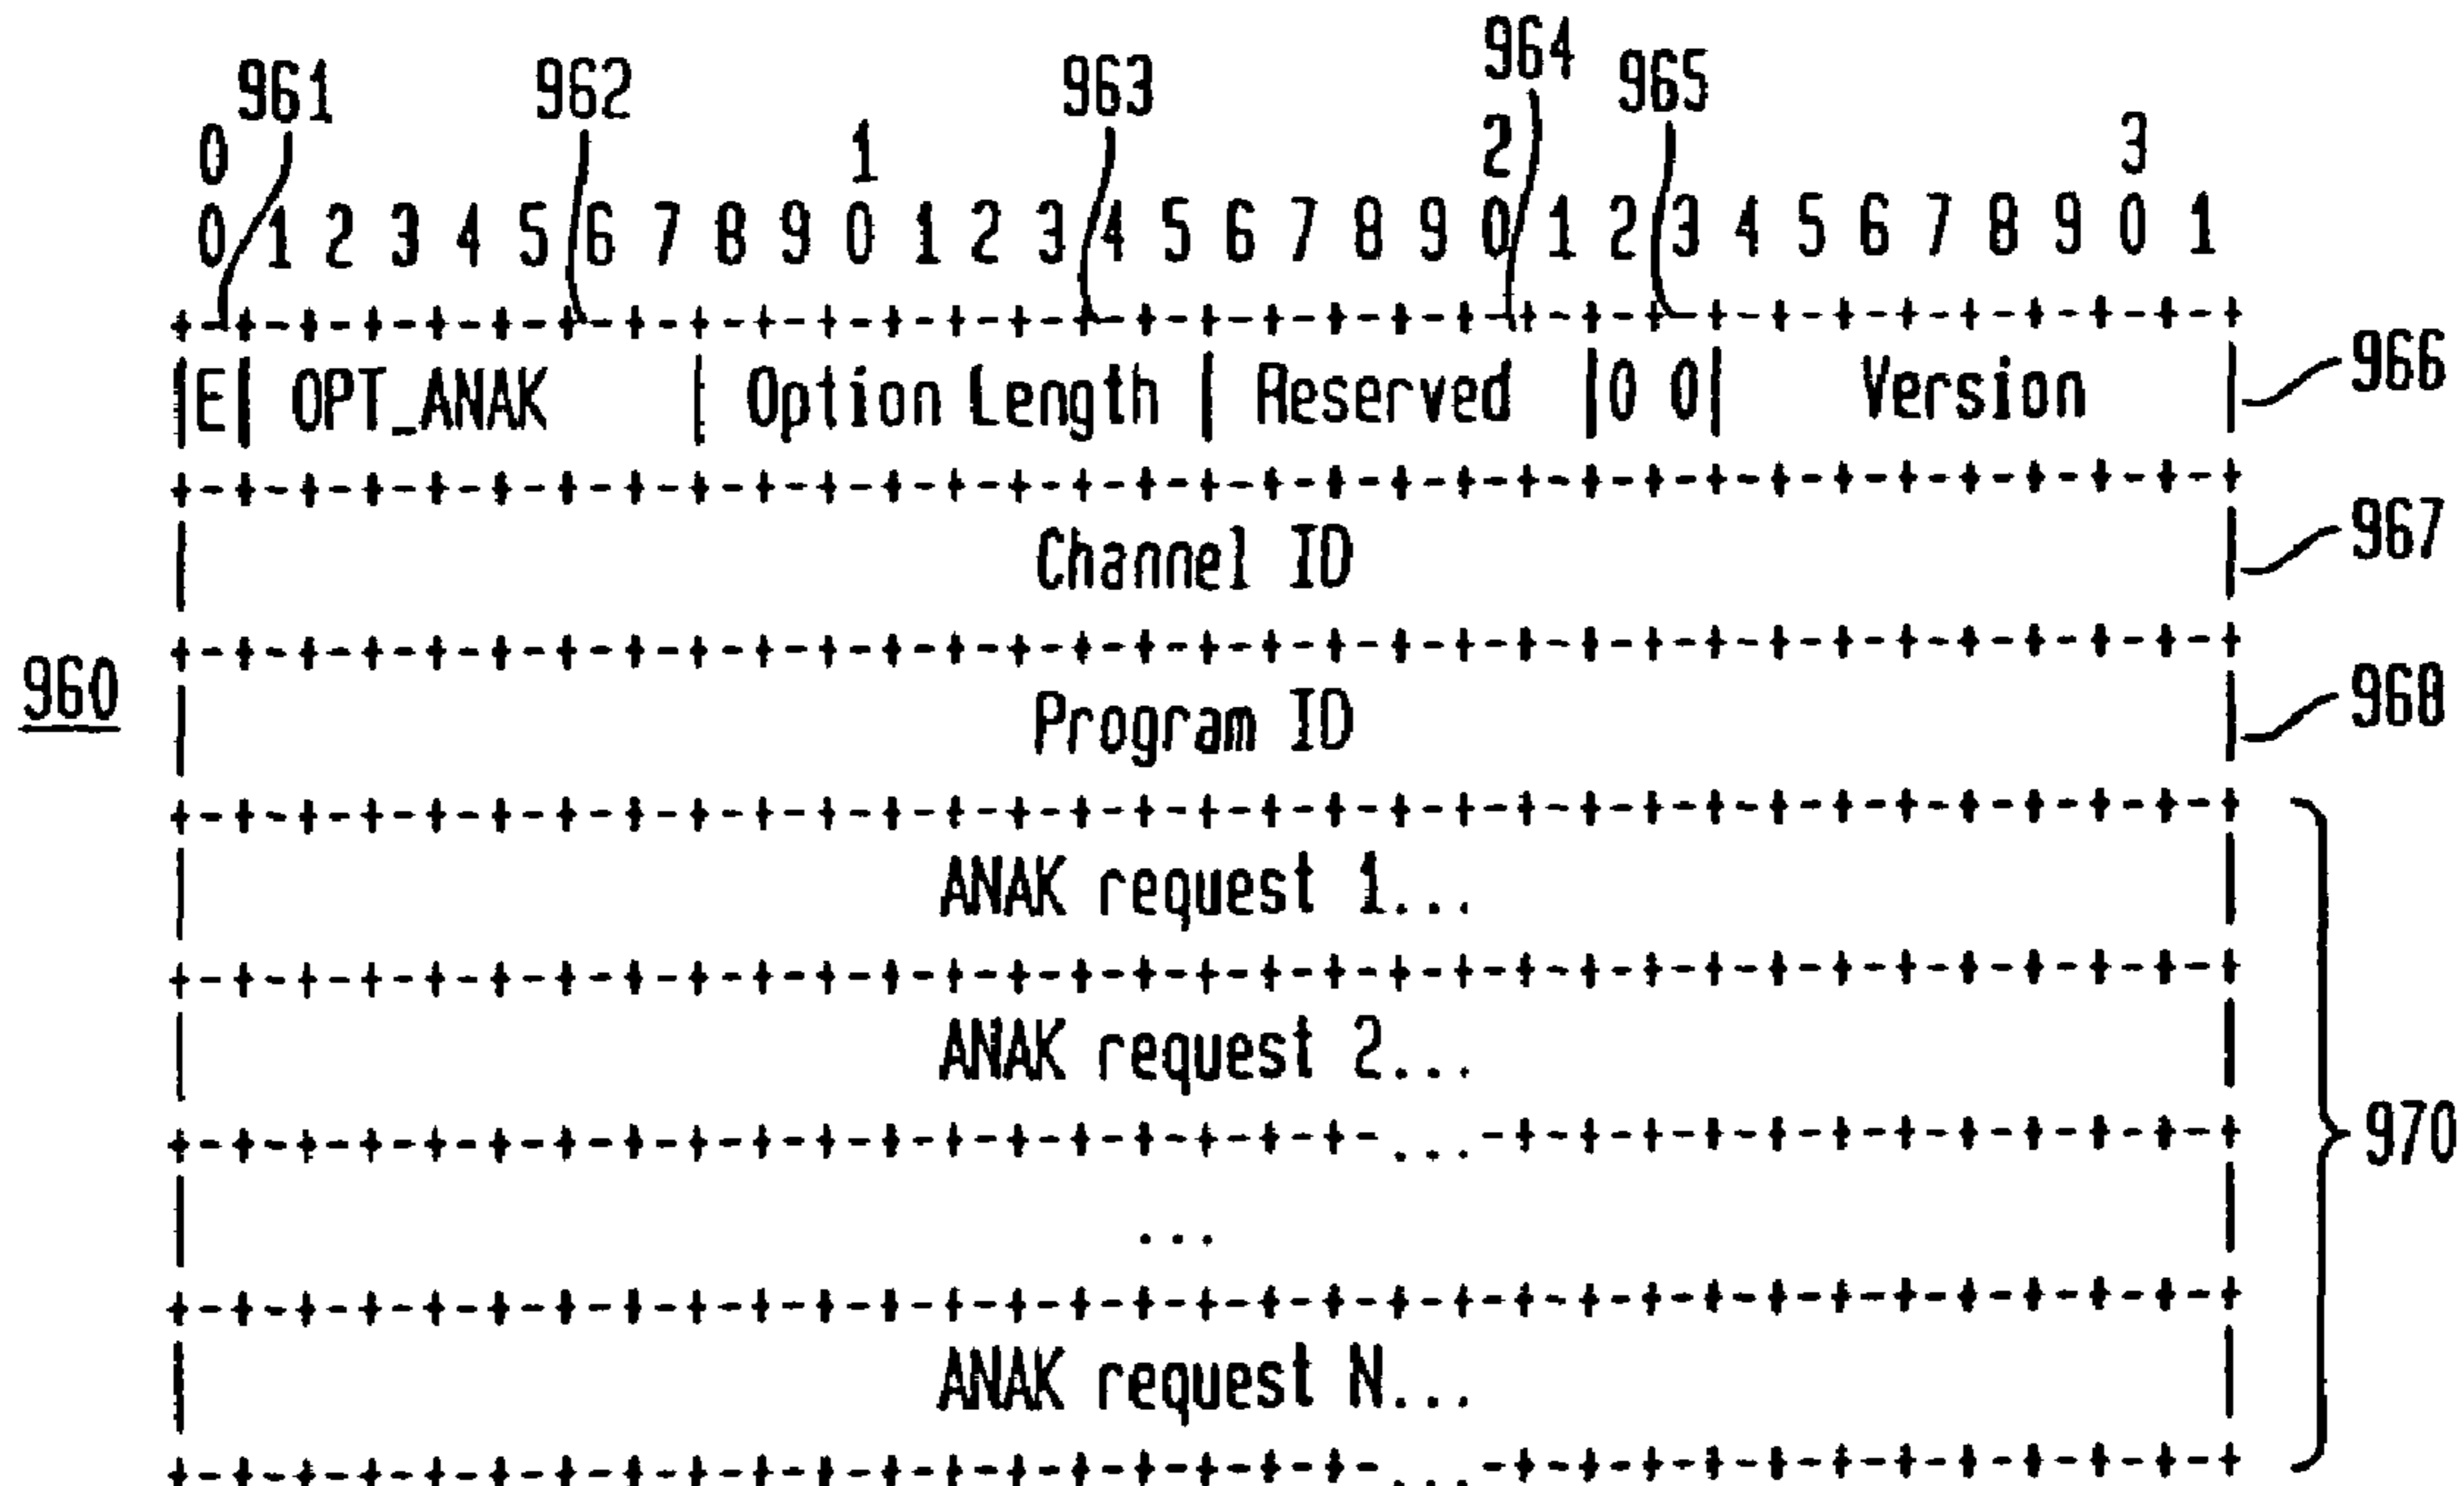 961 962 963 964 965
0 1 2 3
0 1 2 3 4 5 6 7 8 9 0 1 2 3 4 5 6 7 8 9 0 1 2 3 4 5 6 7 8 9 0 1
+-+-+-+-+-+-+-+-+-+-+-+-+-+-+-+-+-+-+-+-+-+-+-+-+-+-+-+-+-+-+-+-+
|E| OPT_ANAK | Option Length | Reserved |0 0| Version | 966
+-+-+-+-+-+-+-+-+-+-+-+-+-+-+-+-+-+-+-+-+-+-+-+-+-+-+-+-+-+-+-+-+
| Channel ID | 967
+-+-+-+-+-+-+-+-+-+-+-+-+-+-+-+-+-+-+-+-+-+-+-+-+-+-+-+-+-+-+-+-+
960 | Program ID | 968
+-+-+-+-+-+-+-+-+-+-+-+-+-+-+-+-+-+-+-+-+-+-+-+-+-+-+-+-+-+-+-+-+
| ANAK request 1... |
+-+-+-+-+-+-+-+-+-+-+-+-+-+-+-+-+-+-+-+-+-+-+-+-+-+-+-+-+-+-+-+-+
| ANAK request 2... |
+-+-+-+-+-+-+-+-+-+-+-+-+-+-+-+-+-+-+-...-+-+-+-+-+-+-+-+-+-+-+-+ 970
| ... |
+-+-+-+-+-+-+-+-+-+-+-+-+-+-+-+-+-+-+-+-+-+-+-+-+-+-+-+-+-+-+-+-+
| ANAK request N... |
+-+-+-+-+-+-+-+-+-+-+-+-+-+-+-+-+-+-+-...-+-+-+-+-+-+-+-+-+-+-+-+